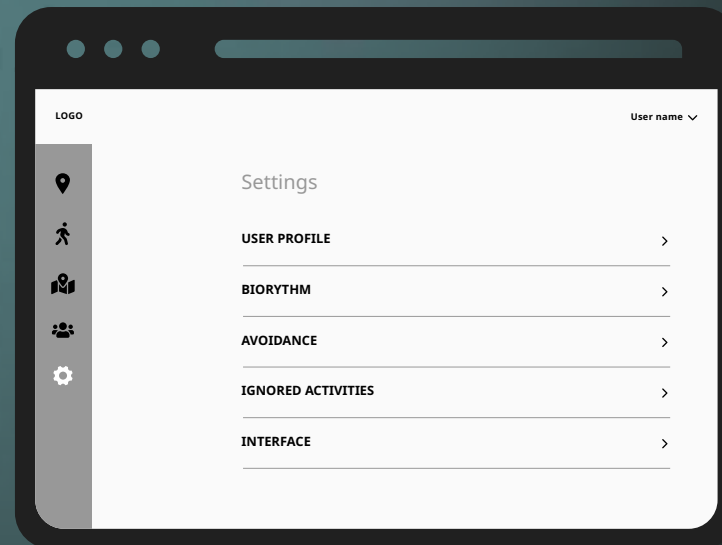 LOGO
User name
Settings
USER PROFILE
BIORYTHM
AVOIDANCE
IGNORED ACTIVITIES
INTERFACE